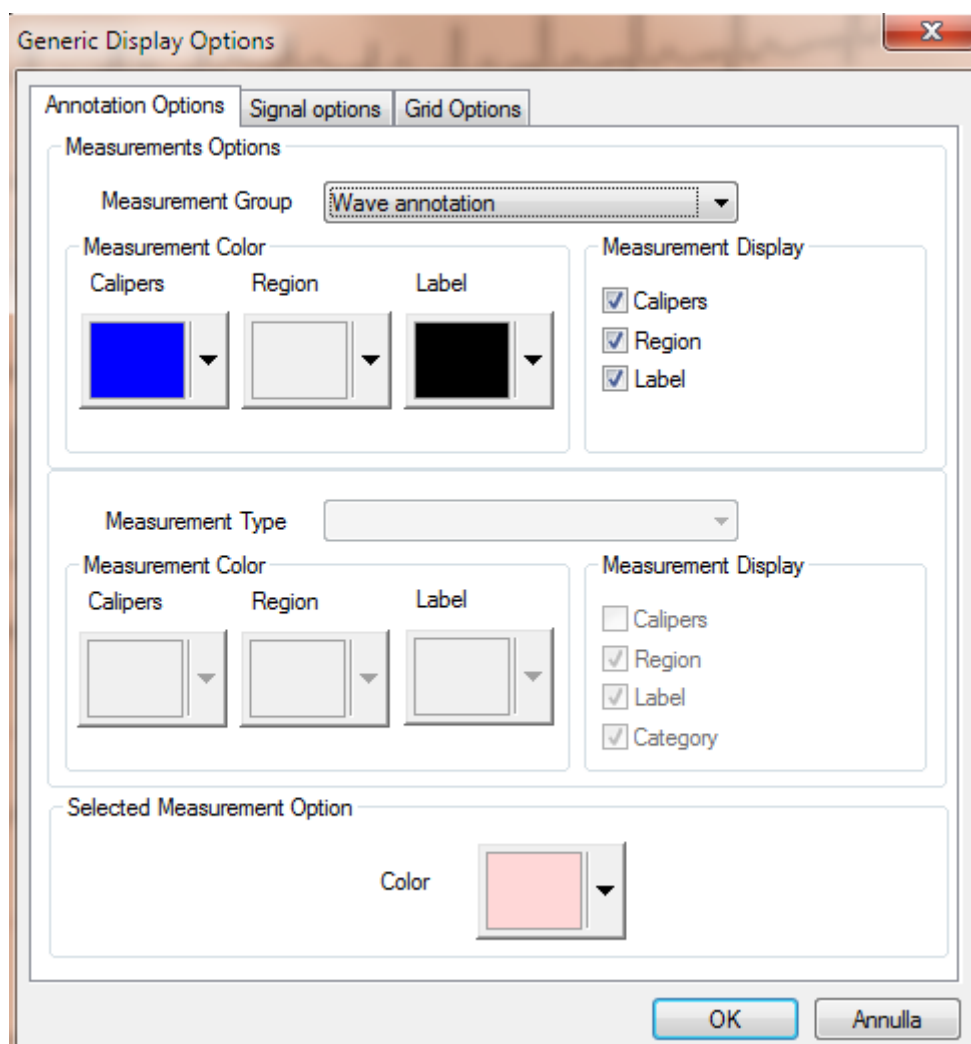 Generic Display Options
Annotation Options Signal options Grid Options
Measurements Options
Measurement Group Wave annotation
Measurement Color Measurement Display
Calipers Region Label
Calipers
Region
Label
Measurement Type
Measurement Color Measurement Display
Calipers Region Label
Calipers
Region
Label
Category
Selected Measurement Option
Color
OK Annulla